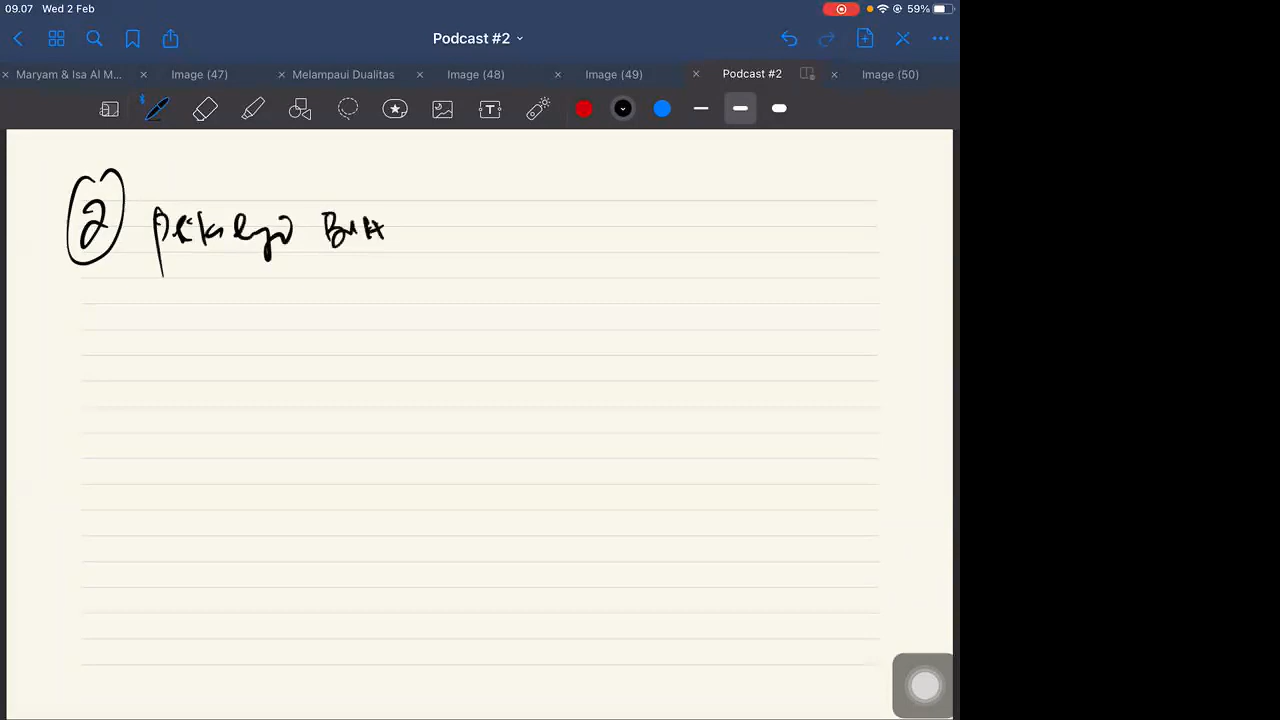 09.07 Wed 2 Feb 59%
Podcast #2
Maryam & Isa Al M... Image (47) Melampaui Dualitas Image (48) Image (49) Podcast #2 Image (50)
2